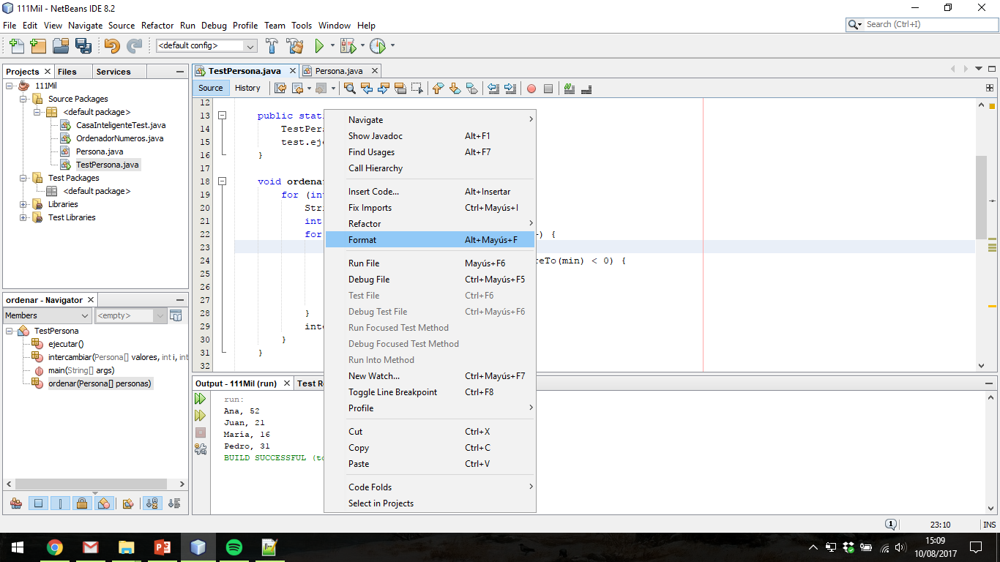 111Mil - NetBeans IDE 8.2
File Edit View Navigate Source Refactor Run Debug Profile Team Tools Window Help
Search (Ctrl+I)
<default config>
Projects Files Services
111Mil
Source Packages
<default package>
CasaInteligenteTest.java
OrdenadorNumeros.java
Persona.java
TestPersona.java
Test Packages
<default package>
Libraries
Test Libraries
ordenar - Navigator
Members <empty>
TestPersona
ejecutar()
intercambiar(Persona[] valores, int i, int
main(String[] args)
ordenar(Persona[] personas)
TestPersona.java Persona.java
Source History
12
13 public stati
14 TestPers
15 test.eje
16 }
17
18 void ordenar
19 for (int
20 Stri
21 int
22 for +) {
23
24 reTo(min) < 0) {
25
26
27
28 }
29 inte
30 }
31 }
32
Navigate
Show Javadoc Alt+F1
Find Usages Alt+F7
Call Hierarchy
Insert Code... Alt+Insertar
Fix Imports Ctrl+Mayús+I
Refactor
Format Alt+Mayús+F
Run File Mayús+F6
Debug File Ctrl+Mayús+F5
Test File Ctrl+F6
Debug Test File Ctrl+Mayús+F6
Run Focused Test Method
Debug Focused Test Method
Run Into Method
New Watch... Ctrl+Mayús+F7
Toggle Line Breakpoint Ctrl+F8
Profile
Cut Ctrl+X
Copy Ctrl+C
Paste Ctrl+V
Code Folds
Select in Projects
Output - 111Mil (run) Test Re
run:
Ana, 52
Juan, 21
María, 16
Pedro, 31
BUILD SUCCESSFUL (to
1 23:10 INS
15:09
10/08/2017